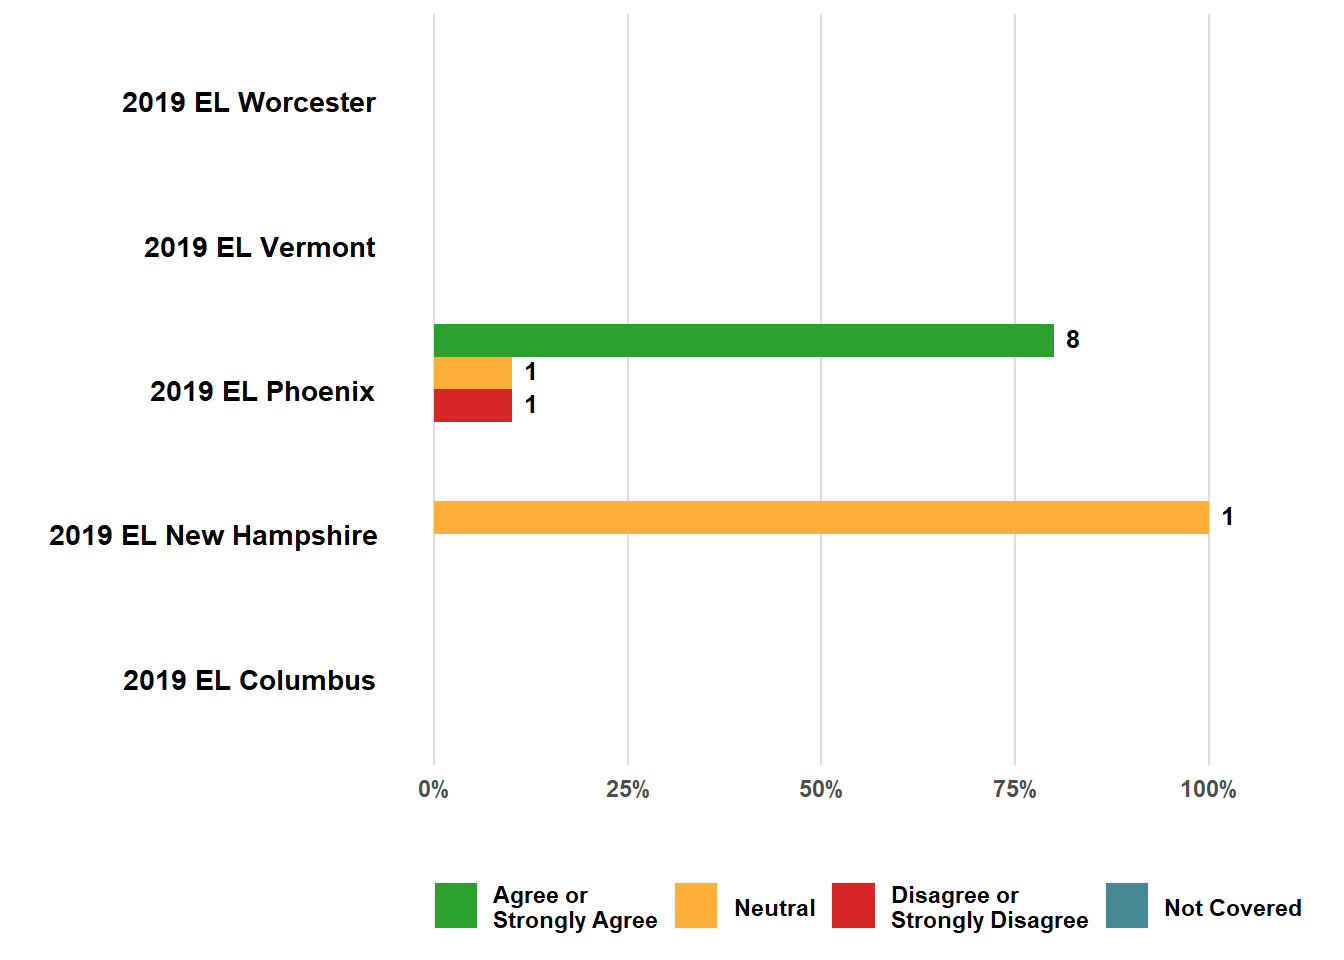 2019 EL Worcester
2019 EL Vermont
8
1
2019 EL Phoenix
1
1
2019 EL New Hampshire
2019 EL Columbus
0% 25% 50% 75% 100%
Agree or
Strongly Agree
Neutral
Disagree or
Strongly Disagree
Not Covered